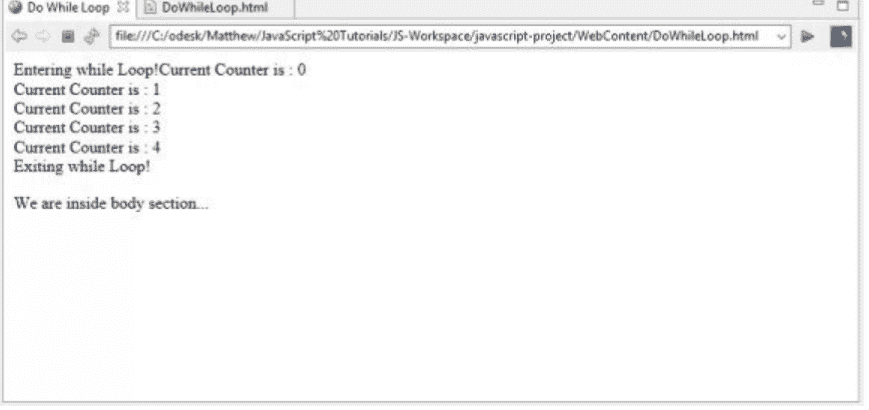 Do While Loop DoWhileLoop.html
file:///C:/odesk/Matthew/JavaScript%20Tutorials/JS-Workspace/javascript-project/WebContent/DoWhileLoop.html
Entering while Loop!Current Counter is : 0
Current Counter is : 1
Current Counter is : 2
Current Counter is : 3
Current Counter is : 4
Exiting while Loop!
We are inside body section...